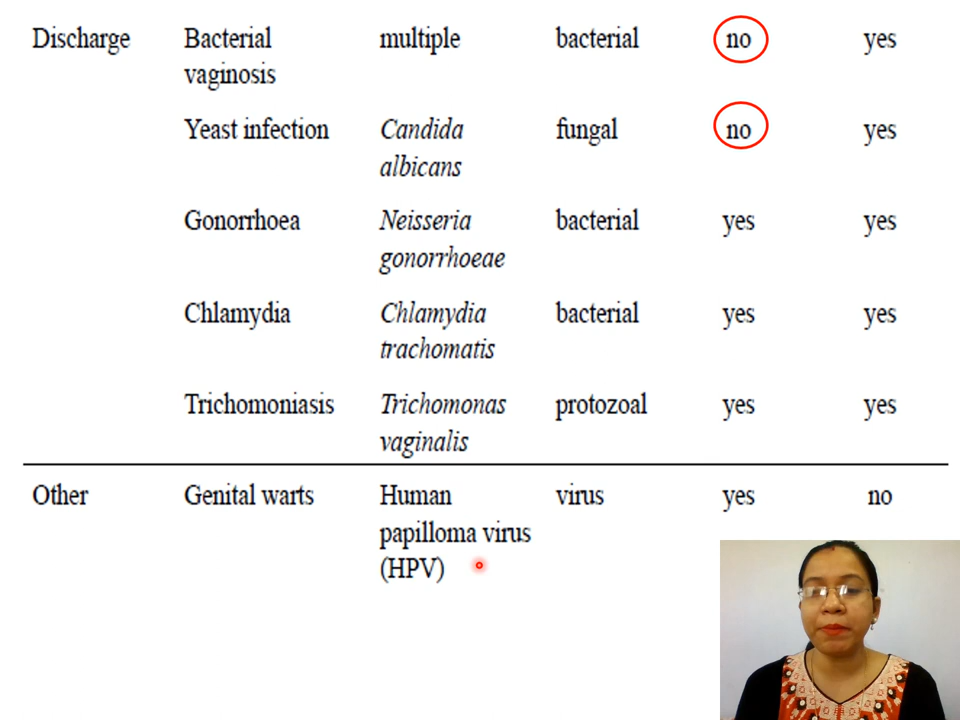 Discharge Bacterial multiple bacterial no yes
vaginosis
Yeast infection Candida fungal no yes
albicans
Gonorrhoea Neisseria bacterial yes yes
gonorrhoeae
Chlamydia Chlamydia bacterial yes yes
trachomatis
Trichomoniasis Trichomonas protozoal yes yes
vaginalis
Other Genital warts Human virus yes no
papilloma virus
(HPV)